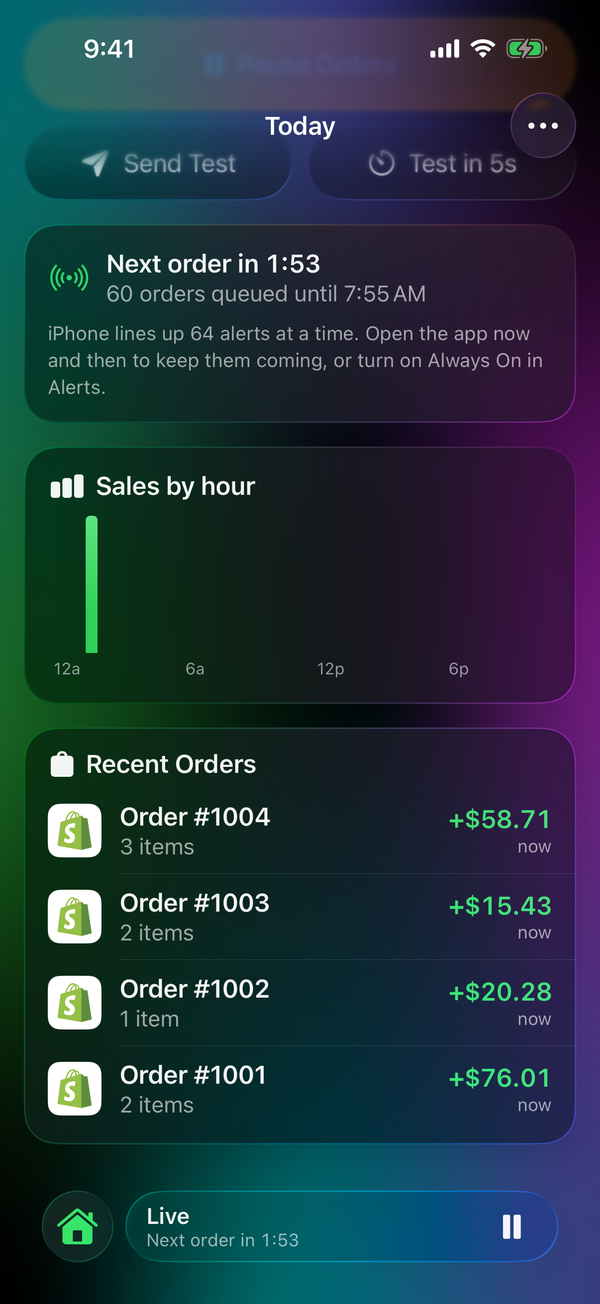 9:41
Pause Orders
Today
Send Test
Test in 5s
Next order in 1:53
60 orders queued until 7:55 AM
iPhone lines up 64 alerts at a time. Open the app now
and then to keep them coming, or turn on Always On in
Alerts.
Sales by hour
12a 6a 12p 6p
Recent Orders
Order #1004
+$58.71
3 items
now
Order #1003
+$15.43
2 items
now
Order #1002
+$20.28
1 item
now
Order #1001
+$76.01
2 items
now
Live
Next order in 1:53